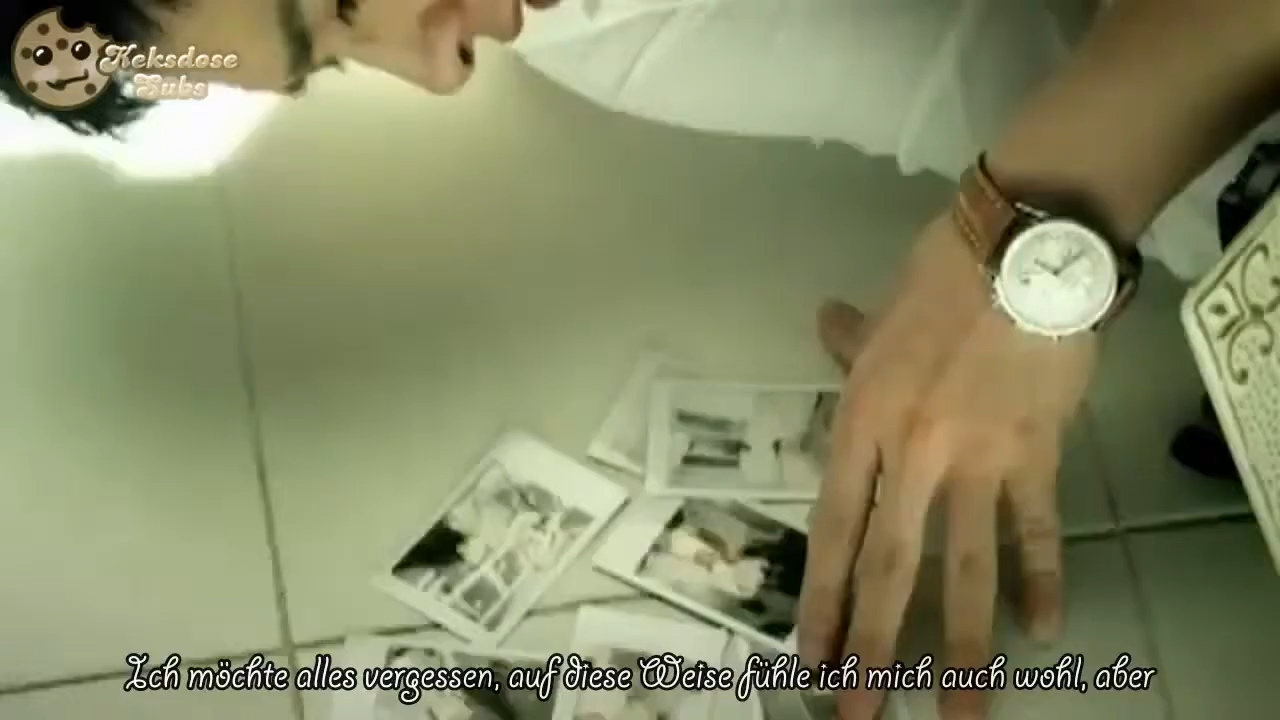 Keksdose
Subs
Ich möchte alles vergessen, auf diese Weise fühle ich mich auch wohl, aber